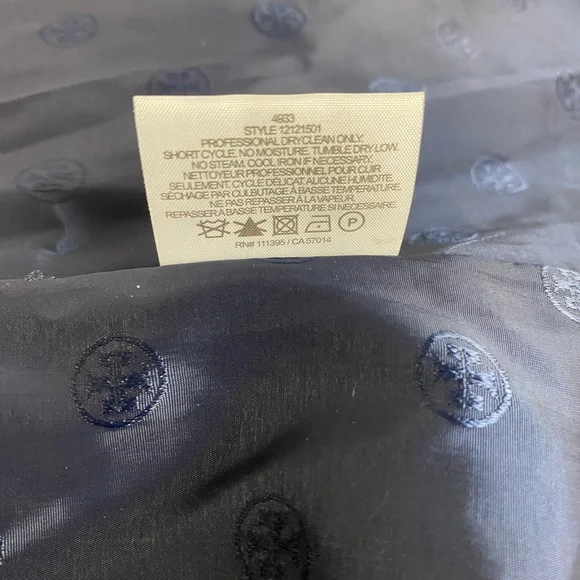 4933
STYLE 12121501
PROFESSIONAL DRYCLEAN ONLY.
SHORT CYCLE. NO MOISTURE. TUMBLE DRY LOW.
NO STEAM. COOL IRON IF NECESSARY.
NETTOYEUR PROFESSIONNEL POUR CUIR
SEULEMENT, CYCLE DÉLICAT, AUCUNE HUMIDITÉ.
SÉCHAGE PAR CULBUTAGE À BASSE TEMPÉRATURE.
NE PAS REPASSER À LA VAPEUR.
REPASSER À BASSE TEMPÉRATURE SI NÉCESSAIRE.
RN# 111395 / CA 57014